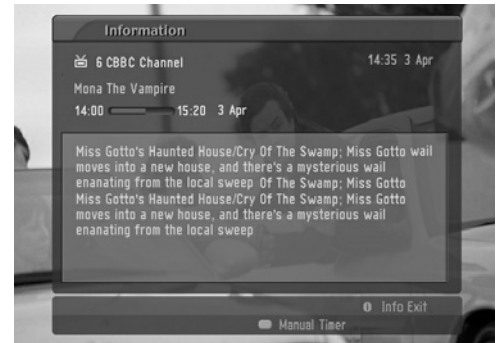 Information
6 CBBC Channel 14:35 3 Apr
Mona The Vampire
14:00 15:20 3 Apr
Miss Gotto's Haunted House/Cry Of The Swamp; Miss Gotto wail
moves into a new house, and there's a mysterious wail
enanating from the local sweep Of The Swamp; Miss Gotto
Miss Gotto's Haunted House/Cry Of The Swamp; Miss Gotto
moves into a new house, and there's a mysterious wail
enanating from the local sweep
i Info Exit
Manual Timer